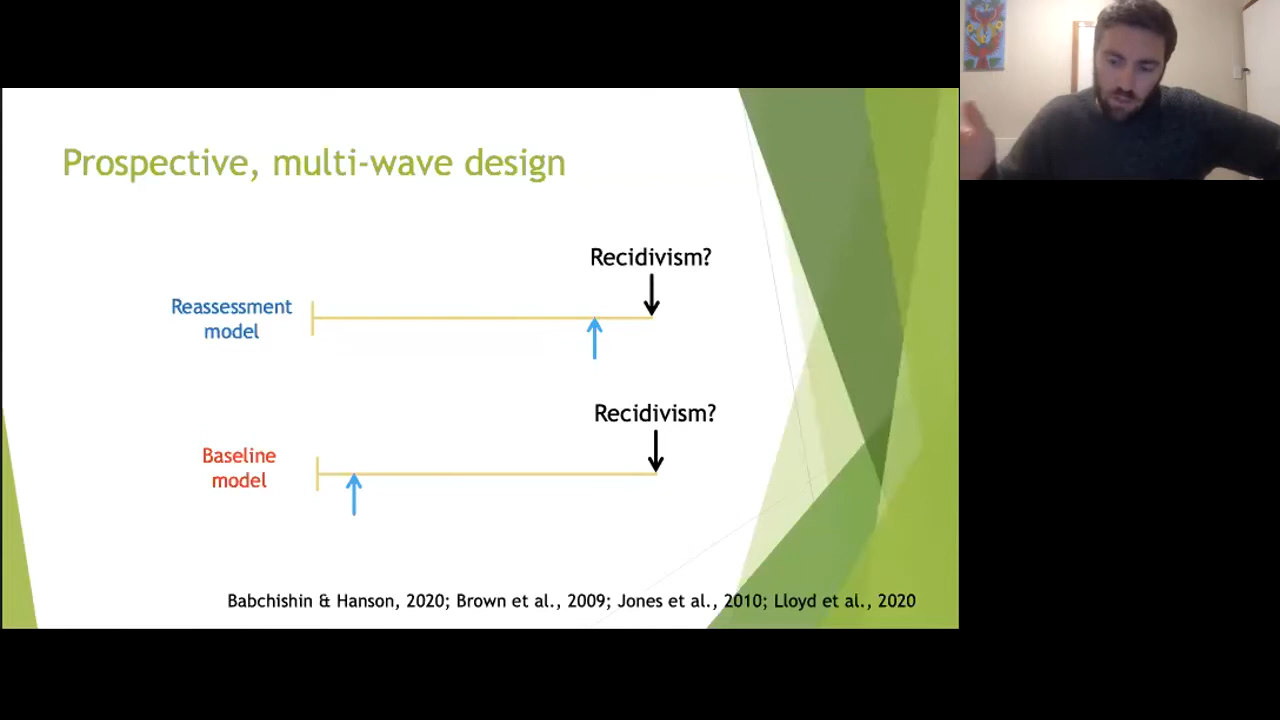 Prospective, multi-wave design
Recidivism?
Reassessment
model
Recidivism?
Baseline
model
Babchishin & Hanson, 2020; Brown et al., 2009; Jones et al., 2010; Lloyd et al., 2020